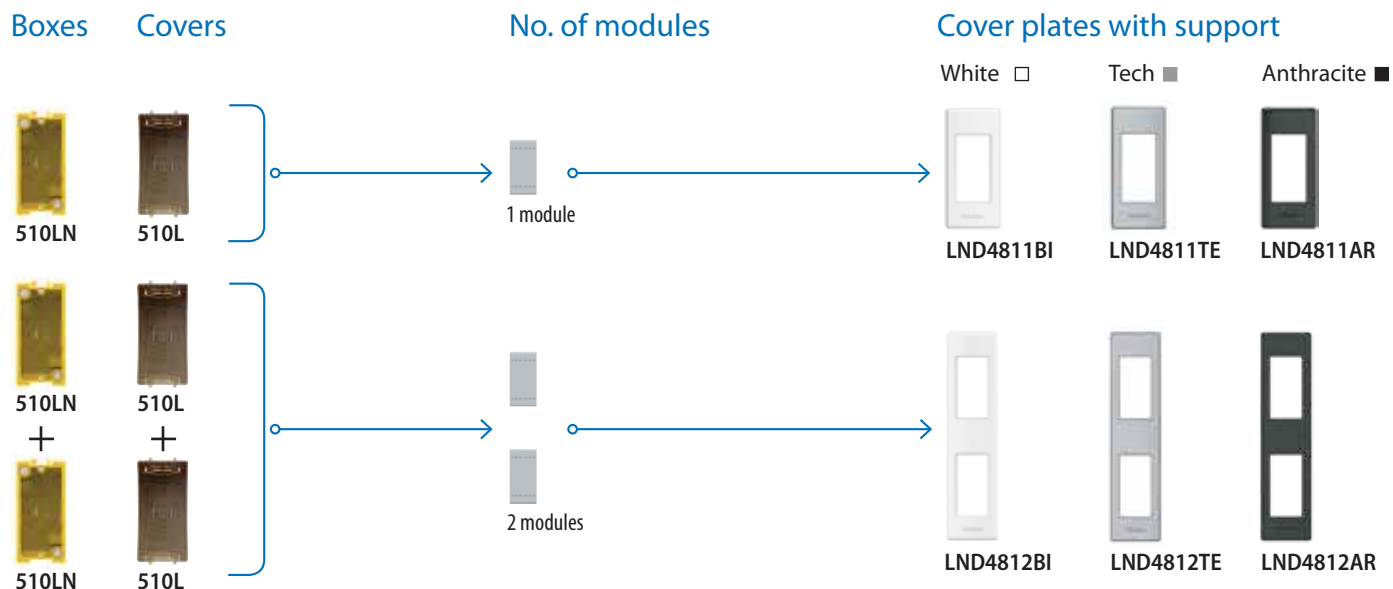 Boxes Covers No. of modules Cover plates with support
White Tech Anthracite
510LN 510L 1 module LND4811BI LND4811TE LND4811AR
510LN 510L
+ +
2 modules
510LN 510L LND4812BI LND4812TE LND4812AR